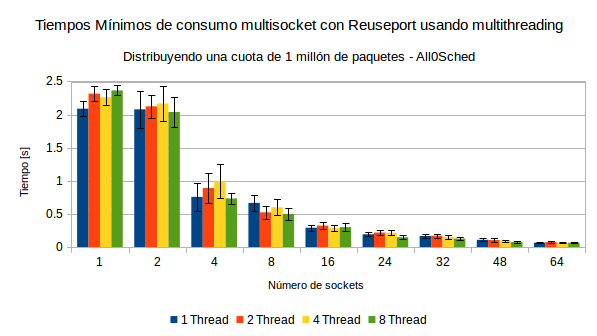 Tiempos Mínimos de consumo multisocket con Reuseport usando multithreading
Distribuyendo una cuota de 1 millón de paquetes - All0Sched
2.5
2
1.5
1
0.5
0
Tiempo [s]
1 2 4 8 16 24 32 48 64
Número de sockets
1 Thread 2 Thread 4 Thread 8 Thread